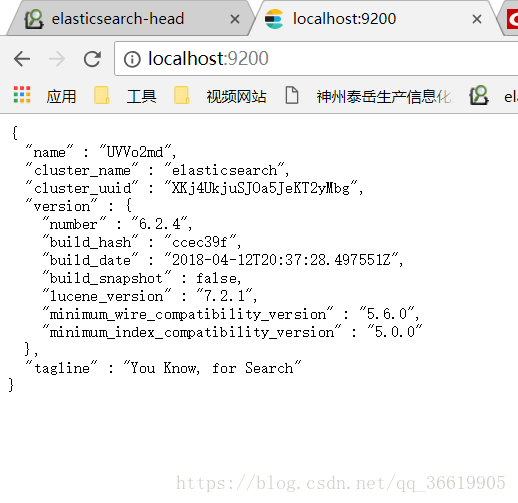 elasticsearch-head
localhost:9200
localhost:9200
应用 工具 视频网站 神州泰岳生产信息化
{
"name" : "UVVo2md",
"cluster_name" : "elasticsearch",
"cluster_uuid" : "XKj4UkjuSJOa5JeKT2yMbg",
"version" : {
"number" : "6.2.4",
"build_hash" : "ccec39f",
"build_date" : "2018-04-12T20:37:28.497551Z",
"build_snapshot" : false,
"lucene_version" : "7.2.1",
"minimum_wire_compatibility_version" : "5.6.0",
"minimum_index_compatibility_version" : "5.0.0"
},
"tagline" : "You Know, for Search"
}
https://blog.csdn.net/qq_36619905